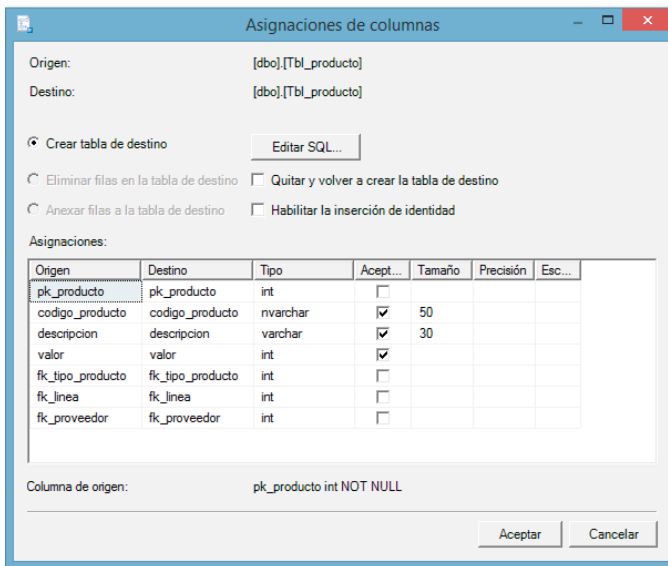 Asignaciones de columnas
Origen: [dbo].[Tbl_producto]
Destino: [dbo].[Tbl_producto]
Crear tabla de destino Editar SQL...
Eliminar filas en la tabla de destino Quitar y volver a crear la tabla de destino
Anexar filas a la tabla de destino Habilitar la inserción de identidad
Asignaciones:
Origen Destino Tipo Acept... Tamaño Precisión Esc...
pk_producto pk_producto int
codigo_producto codigo_producto nvarchar 50
descripcion descripcion varchar 30
valor valor int
fk_tipo_producto fk_tipo_producto int
fk_linea fk_linea int
fk_proveedor fk_proveedor int
Columna de origen: pk_producto int NOT NULL
Aceptar Cancelar